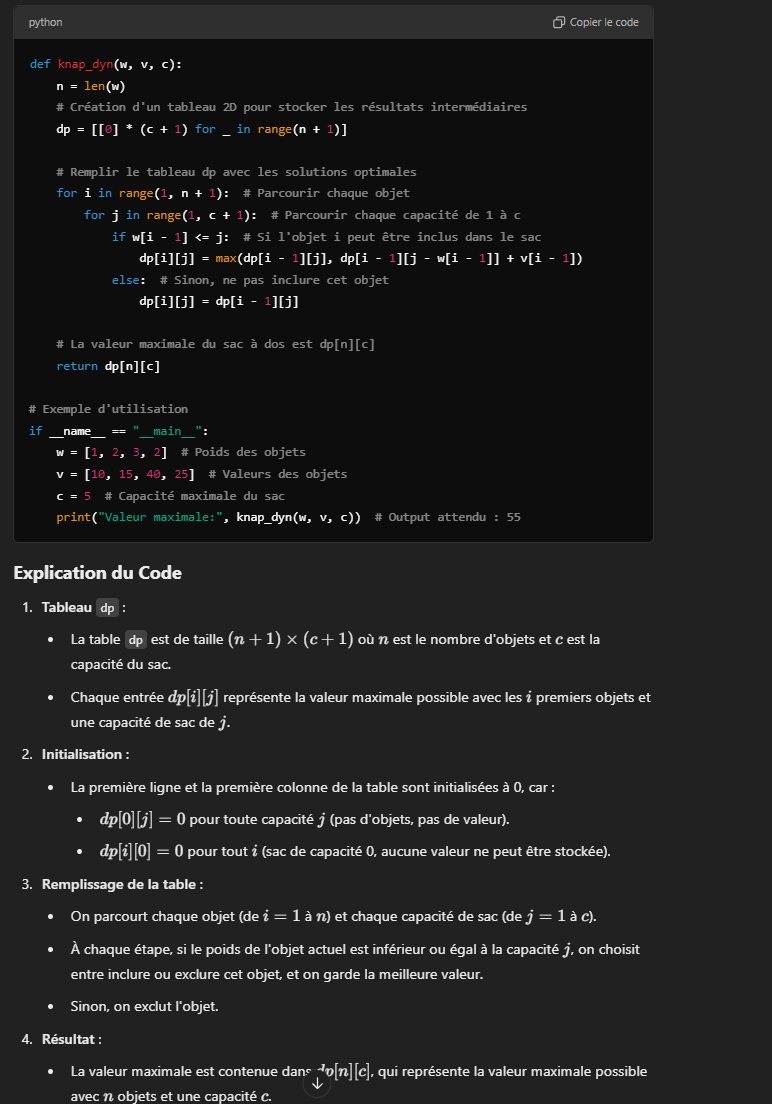 python
Copier le code
def knap_dyn(w, v, c):
    n = len(w)
    # Création d'un tableau 2D pour stocker les résultats intermédiaires
    dp = [[0] * (c + 1) for _ in range(n + 1)]
    # Remplir le tableau dp avec les solutions optimales
    for i in range(1, n + 1):  # Parcourir chaque objet
        for j in range(1, c + 1):  # Parcourir chaque capacité de 1 à c
            if w[i - 1] <= j:  # Si l'objet i peut être inclus dans le sac
                dp[i][j] = max(dp[i - 1][j], dp[i - 1][j - w[i - 1]] + v[i - 1])
            else:  # Sinon, ne pas inclure cet objet
                dp[i][j] = dp[i - 1][j]
    # La valeur maximale du sac à dos est dp[n][c]
    return dp[n][c]
# Exemple d'utilisation
if __name__ == "__main__":
    w = [1, 2, 3, 2]  # Poids des objets
    v = [10, 15, 40, 25]  # Valeurs des objets
    c = 5  # Capacité maximale du sac
    print("Valeur maximale:", knap_dyn(w, v, c))  # Output attendu : 55
Explication du Code
1. Tableau dp :
• La table dp est de taille (n + 1) × (c + 1) où n est le nombre d'objets et c est la
capacité du sac.
• Chaque entrée dp[i][j] représente la valeur maximale possible avec les i premiers objets et
une capacité de sac de j.
2. Initialisation :
• La première ligne et la première colonne de la table sont initialisées à 0, car :
• dp[0][j] = 0 pour toute capacité j (pas d'objets, pas de valeur).
• dp[i][0] = 0 pour tout i (sac de capacité 0, aucune valeur ne peut être stockée).
3. Remplissage de la table :
• On parcourt chaque objet (de i = 1 à n) et chaque capacité de sac (de j = 1 à c).
• À chaque étape, si le poids de l'objet actuel est inférieur ou égal à la capacité j, on choisit
entre inclure ou exclure cet objet, et on garde la meilleure valeur.
• Sinon, on exclut l'objet.
4. Résultat :
• La valeur maximale est contenue dans dp[n][c], qui représente la valeur maximale possible
avec n objets et une capacité c.